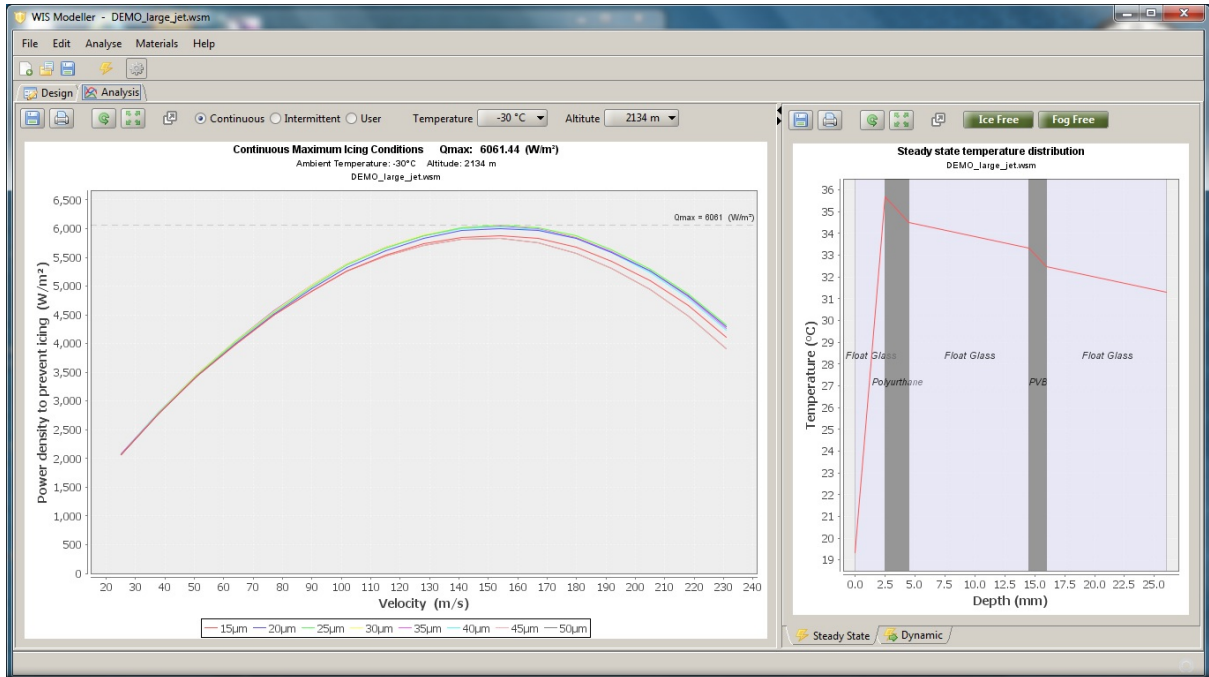 WIS Modeller - DEMO_large_jet.wsm
File Edit Analyse Materials Help
Design Analysis
Continuous Intermittent User Temperature -30 °C Altitute 2134 m
Continuous Maximum Icing Conditions Qmax: 6061.44 (W/m²)
Ambient Temperature: -30°C Altitude: 2134 m
DEMO_large_jet.wsm
6,500
6,000
5,500
5,000
4,500
4,000
3,500
3,000
2,500
2,000
1,500
1,000
500
0
Power density to prevent icing (W/m²)
Qmax = 6061 (W/m²)
20 30 40 50 60 70 80 90 100 110 120 130 140 150 160 170 180 190 200 210 220 230 240
Velocity (m/s)
15µm 20µm 25µm 30µm 35µm 40µm 45µm 50µm
Ice Free Fog Free
Steady state temperature distribution
DEMO_large_jet.wsm
36
35
34
33
32
31
30
29
28
27
26
25
24
23
22
21
20
19
Temperature (°C)
Float Glass Float Glass Float Glass
Polyurthane PVB
0.0 2.5 5.0 7.5 10.0 12.5 15.0 17.5 20.0 22.5 25.0
Depth (mm)
Steady State Dynamic